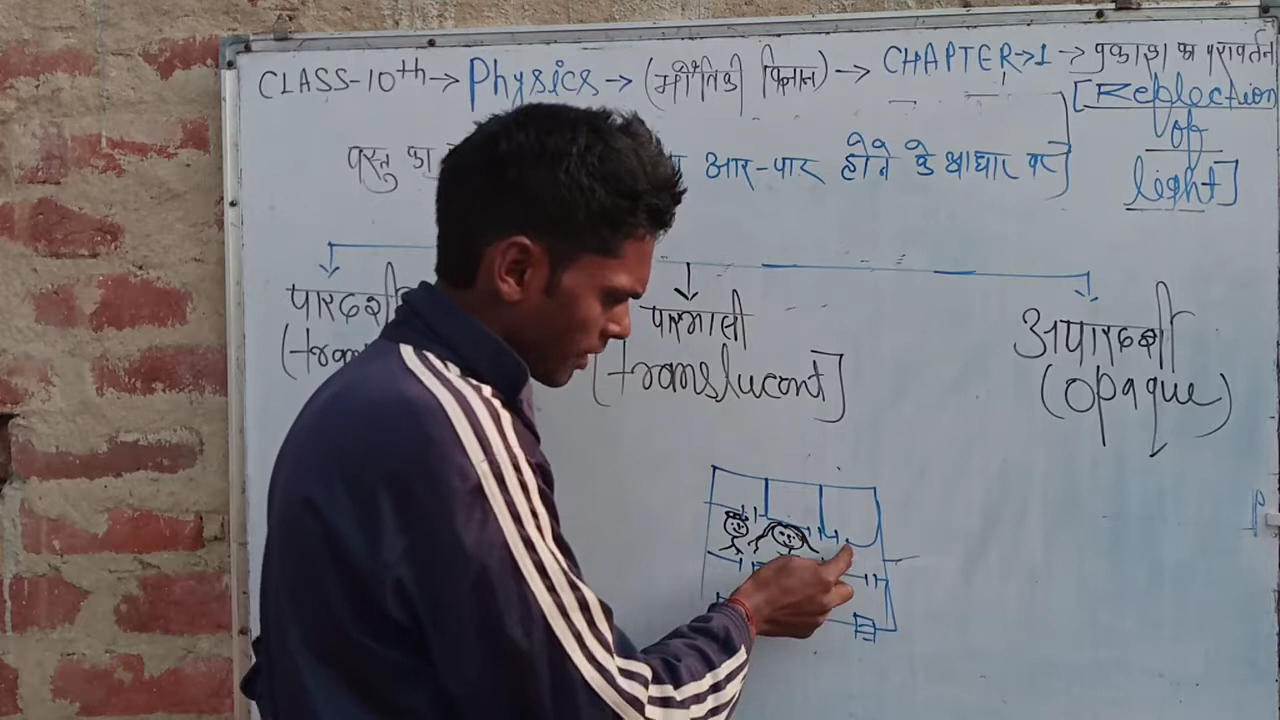 CLASS-10th→ Physics → (भौतिकी विज्ञान) → CHAPTER→1 → प्रकाश का परावर्तन
[Reflection
of
light]
वस्तु का
आर-पार होने के आधार पर]
पारदर्शी
(tran
पारभासी
[translucent]
अपारदर्शी
(opaque)